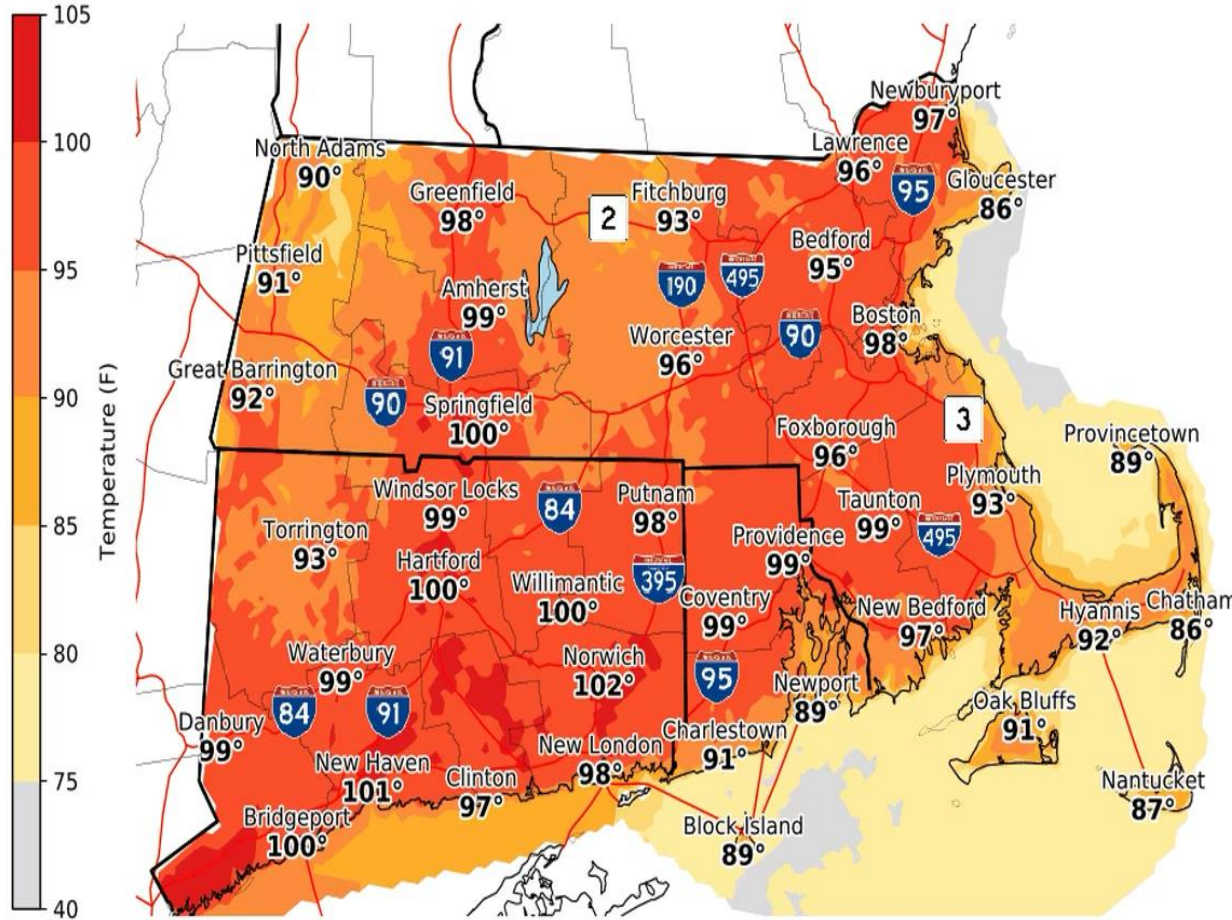 105
100
95
90
85
80
75
40
Temperature (F)
Newburyport
97°
North Adams
90°
Lawrence
96°
95
Gloucester
86°
Greenfield
98°
2
Fitchburg
93°
Pittsfield
91°
Bedford
95°
Amherst
99°
190
495
Boston
98°
91
Worcester
96°
90
Great Barrington
92°
90
Springfield
100°
Foxborough
96°
3
Provincetown
89°
Windsor Locks
99°
84
Putnam
98°
Taunton
99°
Plymouth
93°
Torrington
93°
Providence
99°
495
Hartford
100°
Willimantic
100°
395
Coventry
99°
New Bedford
97°
Hyannis
92°
Chatham
86°
Waterbury
99°
Norwich
102°
95
Newport
89°
Oak Bluffs
91°
Danbury
99°
84
91
New Haven
101°
Clinton
97°
New London
98°
Charlestown
91°
Nantucket
87°
Bridgeport
100°
Block Island
89°